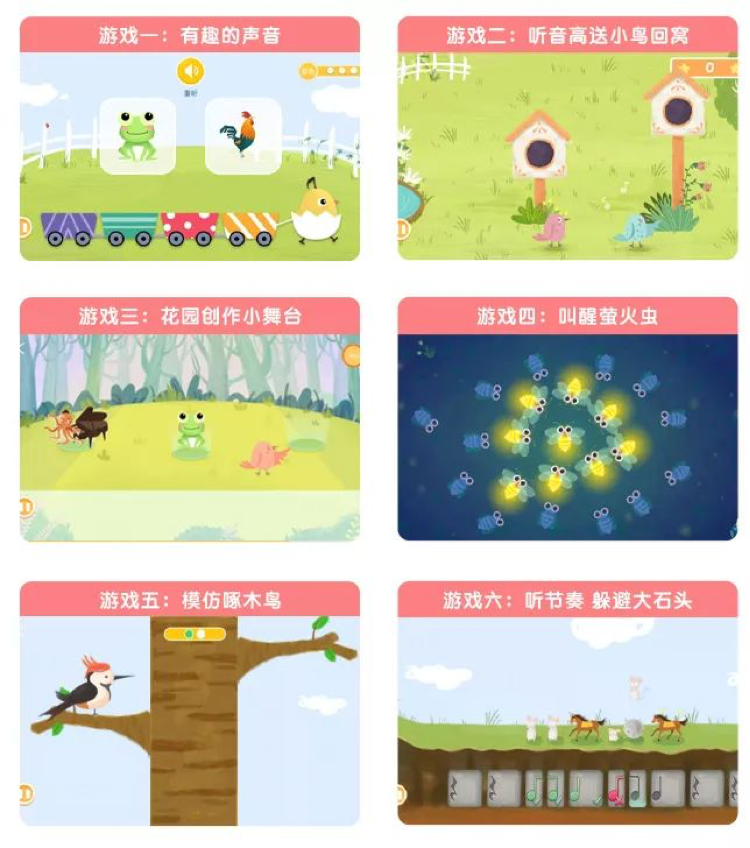 游戏一：有趣的声音
重听
游戏二：听音高送小鸟回窝
0
游戏三：花园创作小舞台
游戏四：叫醒萤火虫
游戏五：模仿啄木鸟
游戏六：听节奏 躲避大石头